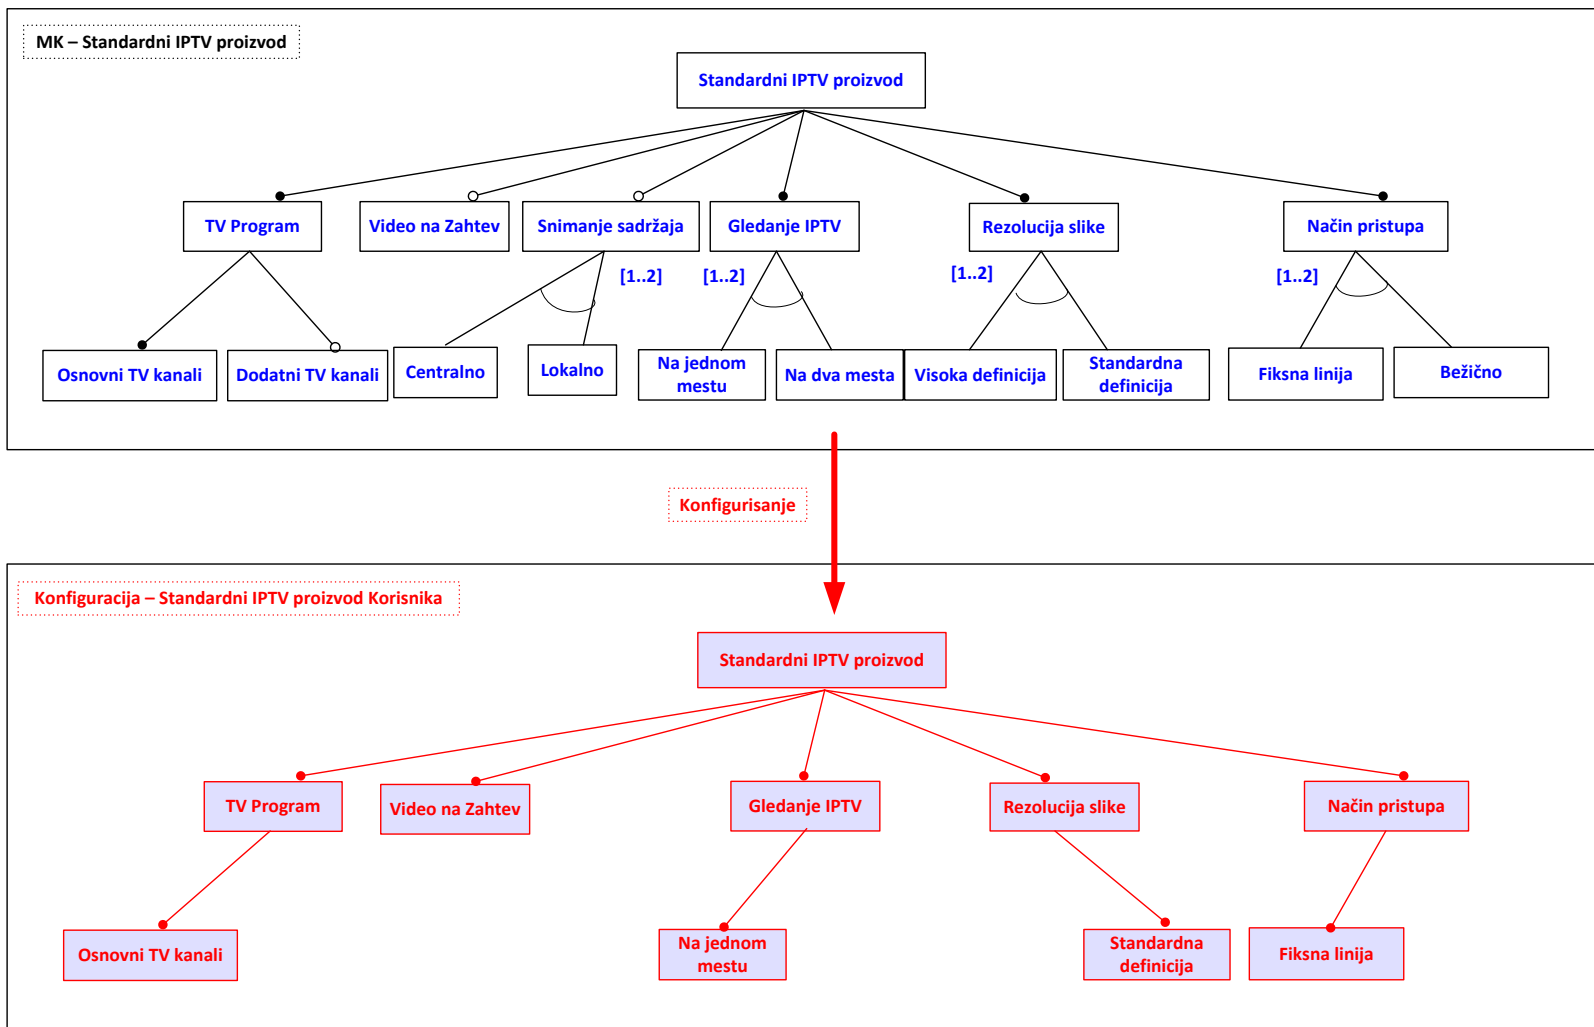 MK – Standardni IPTV proizvod
Standardni IPTV proizvod
TV Program
Video na Zahtev
Snimanje sadržaja
Gledanje IPTV
Rezolucija slike
Način pristupa
[1..2]
[1..2]
[1..2]
[1..2]
Osnovni TV kanali
Dodatni TV kanali
Centralno
Lokalno
Na jednom
mestu
Na dva mesta
Visoka definicija
Standardna
definicija
Fiksna linija
Bežično
Konfigurisanje
Konfiguracija – Standardni IPTV proizvod Korisnika
Standardni IPTV proizvod
TV Program
Video na Zahtev
Gledanje IPTV
Rezolucija slike
Način pristupa
Osnovni TV kanali
Na jednom
mestu
Standardna
definicija
Fiksna linija